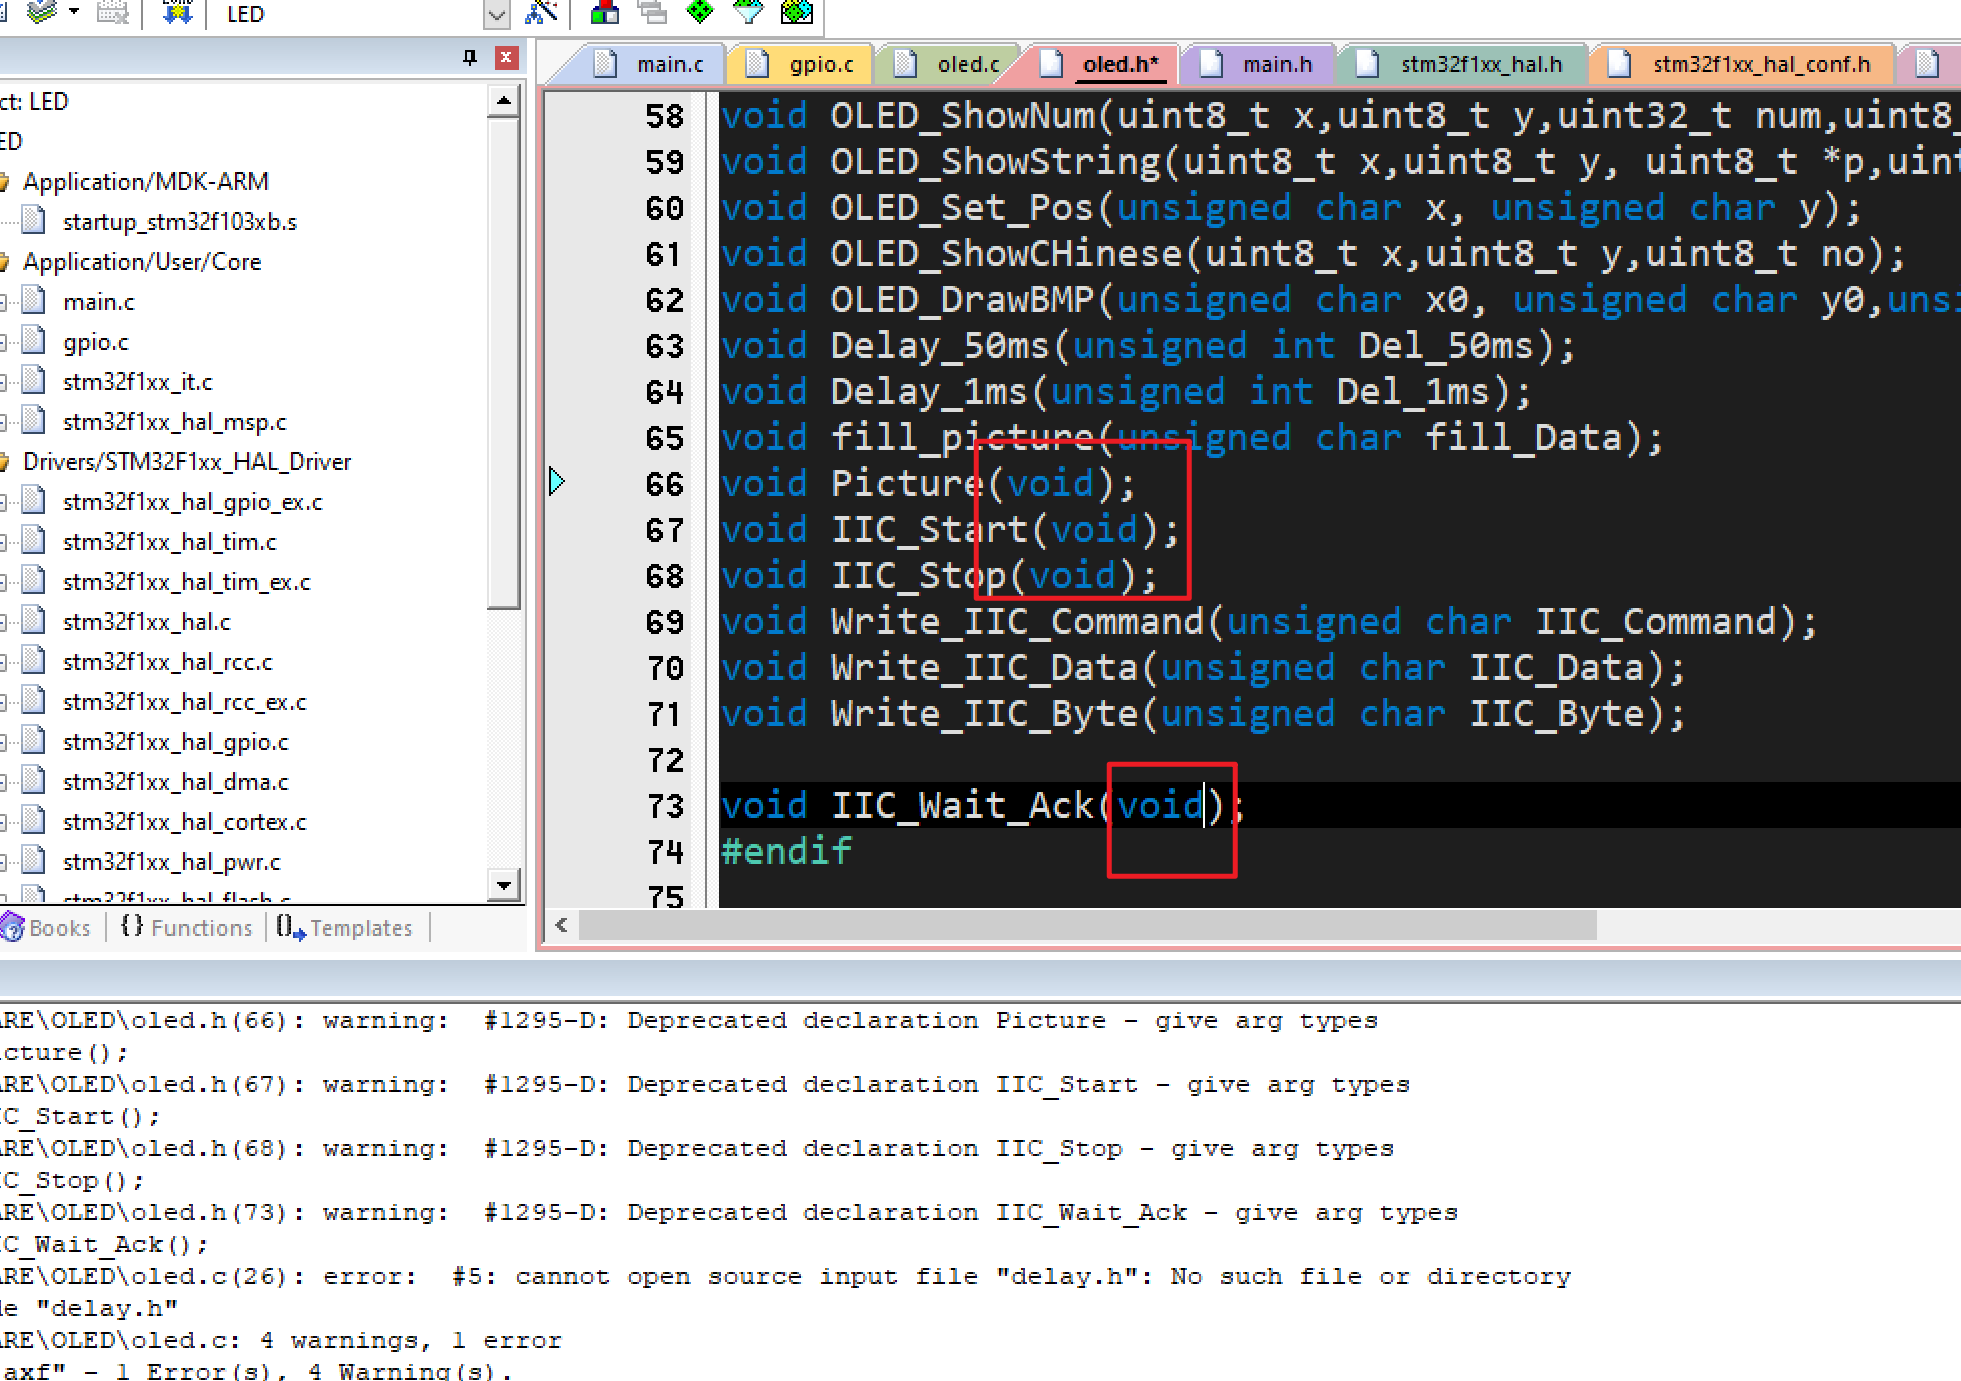 LED
main.c
gpio.c
oled.c
oled.h*
main.h
stm32f1xx_hal.h
stm32f1xx_hal_conf.h
ct: LED
ED
Application/MDK-ARM
startup_stm32f103xb.s
Application/User/Core
main.c
gpio.c
stm32f1xx_it.c
stm32f1xx_hal_msp.c
Drivers/STM32F1xx_HAL_Driver
stm32f1xx_hal_gpio_ex.c
stm32f1xx_hal_tim.c
stm32f1xx_hal_tim_ex.c
stm32f1xx_hal.c
stm32f1xx_hal_rcc.c
stm32f1xx_hal_rcc_ex.c
stm32f1xx_hal_gpio.c
stm32f1xx_hal_dma.c
stm32f1xx_hal_cortex.c
stm32f1xx_hal_pwr.c
stm32f1xx_hal_flash.c
Books
{} Functions
Templates
58 void OLED_ShowNum(uint8_t x,uint8_t y,uint32_t num,uint8_
59 void OLED_ShowString(uint8_t x,uint8_t y, uint8_t *p,uint
60 void OLED_Set_Pos(unsigned char x, unsigned char y);
61 void OLED_ShowCHinese(uint8_t x,uint8_t y,uint8_t no);
62 void OLED_DrawBMP(unsigned char x0, unsigned char y0,unsi
63 void Delay_50ms(unsigned int Del_50ms);
64 void Delay_1ms(unsigned int Del_1ms);
65 void fill_picture(unsigned char fill_Data);
66 void Picture(void);
67 void IIC_Start(void);
68 void IIC_Stop(void);
69 void Write_IIC_Command(unsigned char IIC_Command);
70 void Write_IIC_Data(unsigned char IIC_Data);
71 void Write_IIC_Byte(unsigned char IIC_Byte);
72
73 void IIC_Wait_Ack(void);
74 #endif
75
ARE\OLED\oled.h(66): warning:  #1295-D: Deprecated declaration Picture - give arg types
icture();
ARE\OLED\oled.h(67): warning:  #1295-D: Deprecated declaration IIC_Start - give arg types
IC_Start();
ARE\OLED\oled.h(68): warning:  #1295-D: Deprecated declaration IIC_Stop - give arg types
IC_Stop();
ARE\OLED\oled.h(73): warning:  #1295-D: Deprecated declaration IIC_Wait_Ack - give arg types
IC_Wait_Ack();
ARE\OLED\oled.c(26): error:  #5: cannot open source input file "delay.h": No such file or directory
de "delay.h"
ARE\OLED\oled.c: 4 warnings, 1 error
axf" - 1 Error(s), 4 Warning(s).